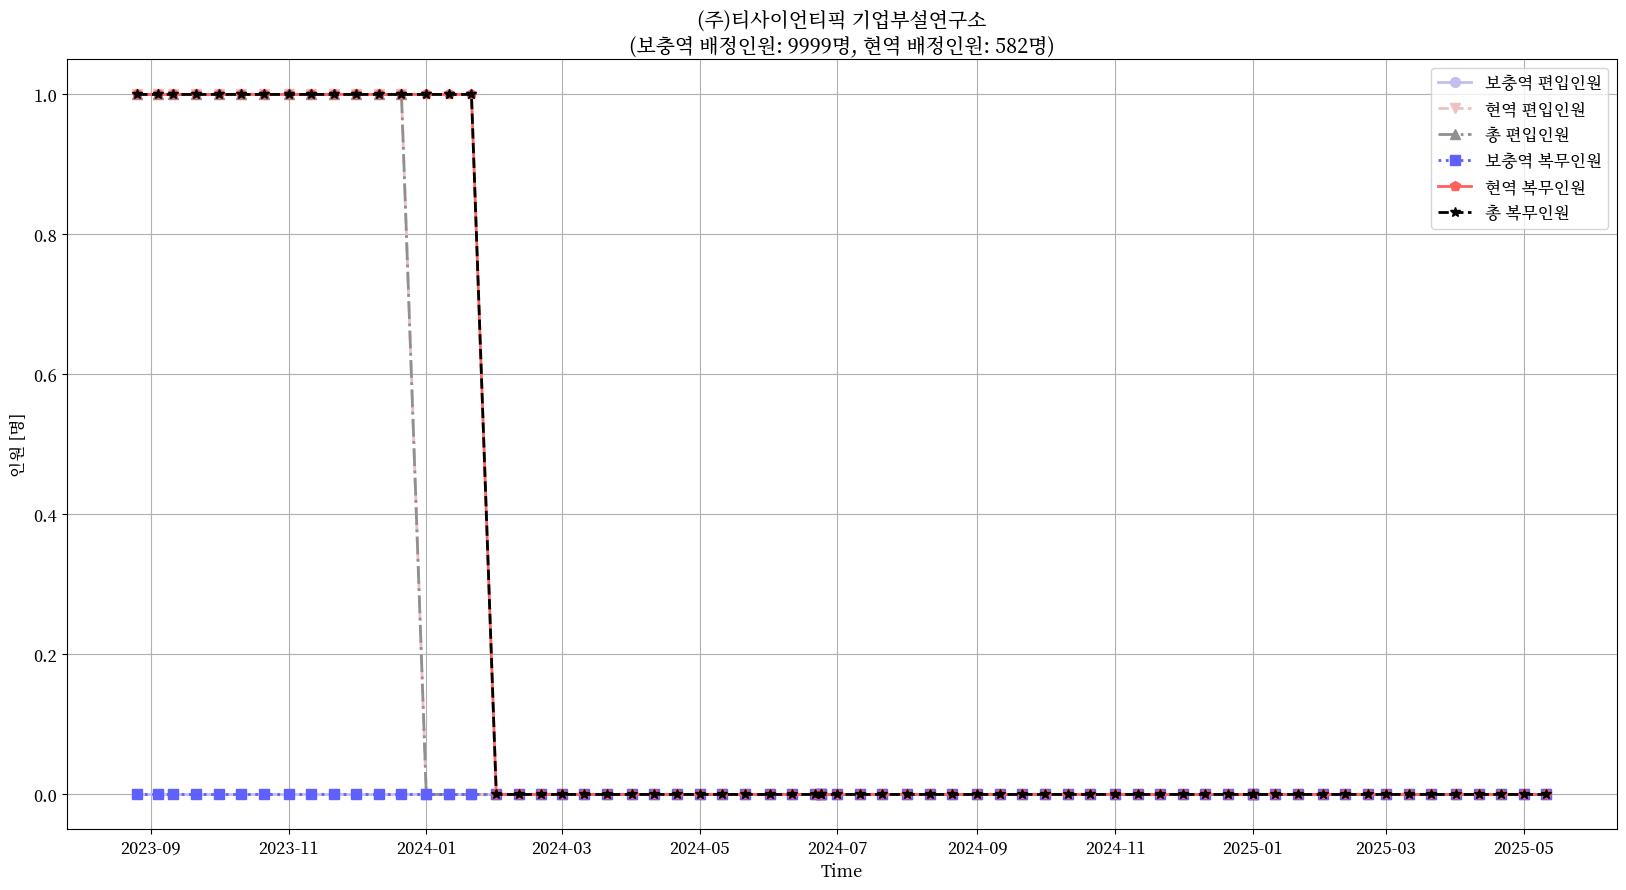 (주)티사이언티픽 기업부설연구소
(보충역 배정인원: 9999명, 현역 배정인원: 582명)
보충역 편입인원
현역 편입인원
총 편입인원
보충역 복무인원
현역 복무인원
총 복무인원
1.0
0.8
0.6
0.4
0.2
0.0
인원 [명]
2023-09 2023-11 2024-01 2024-03 2024-05 2024-07 2024-09 2024-11 2025-01 2025-03 2025-05
Time